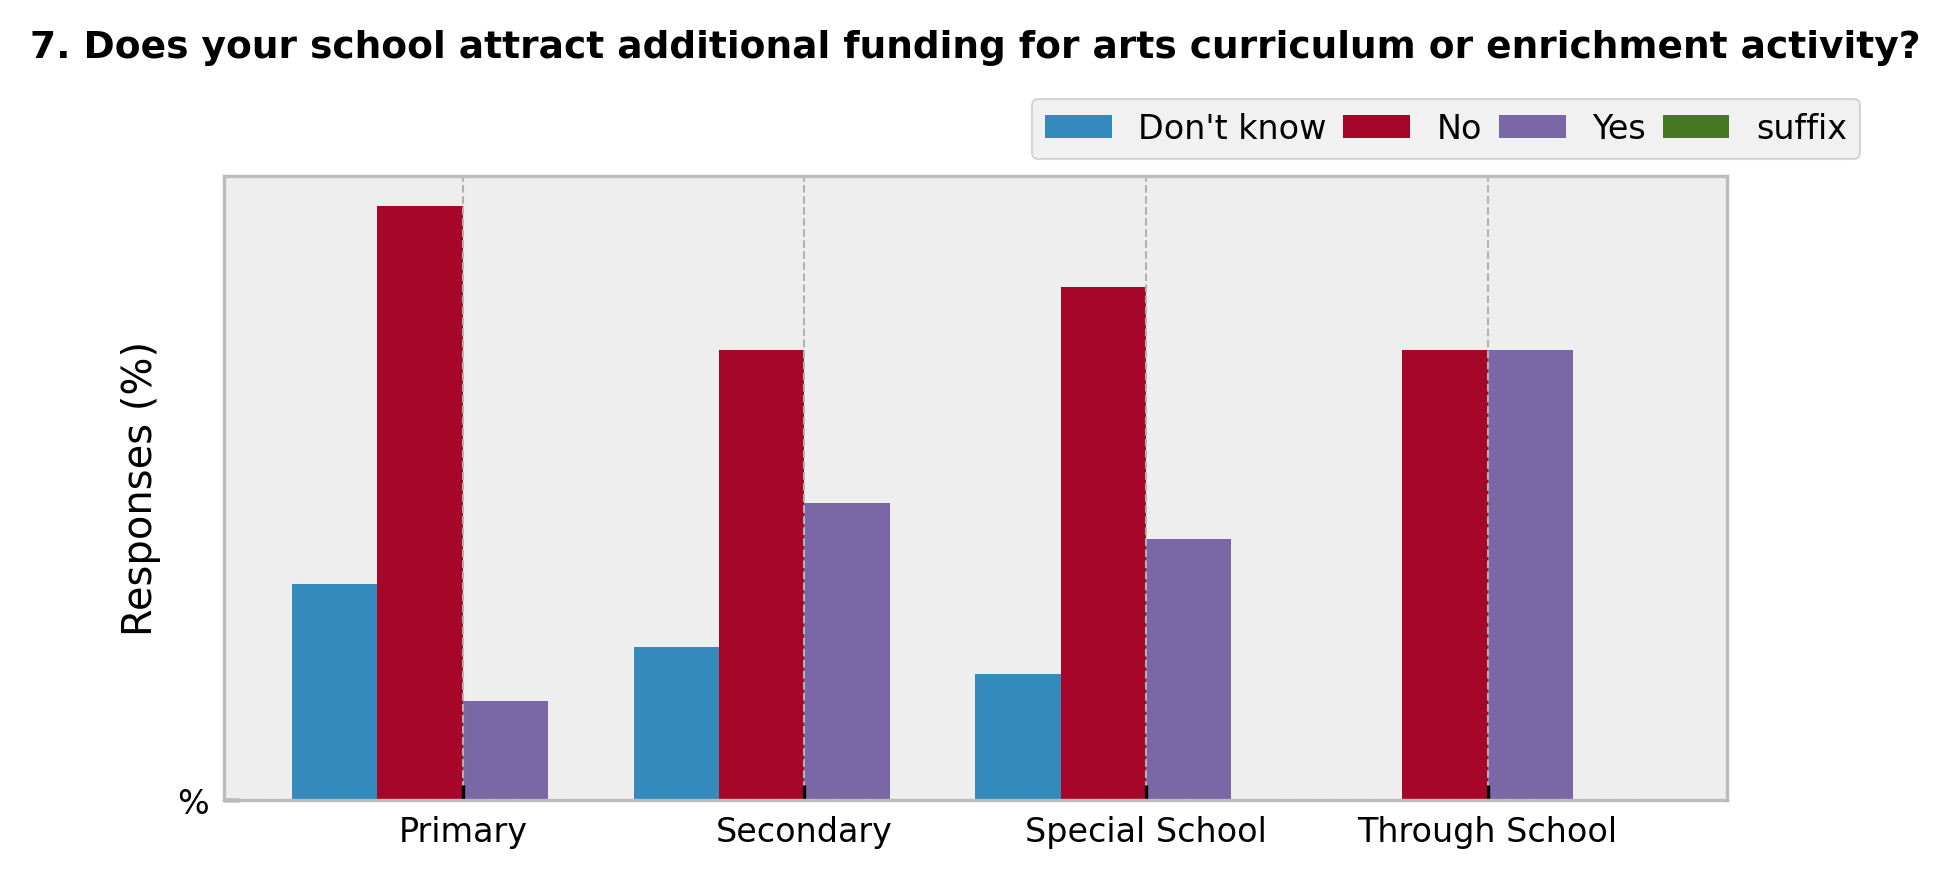 7. Does your school attract additional funding for arts curriculum or enrichment activity?
Don't know No Yes suffix
Responses (%)
%
Primary Secondary Special School Through School